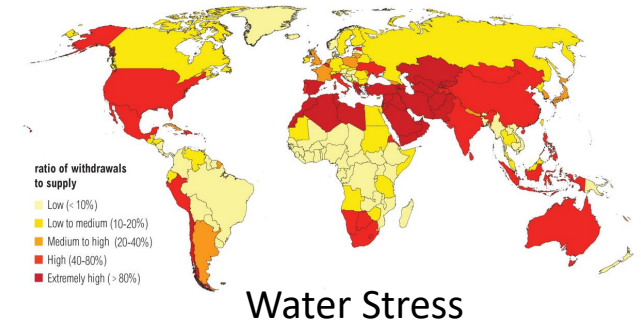 ratio of withdrawals
to supply
Low (< 10%)
Low to medium (10-20%)
Medium to high (20-40%)
High (40-80%)
Extremely high (> 80%)
Water Stress